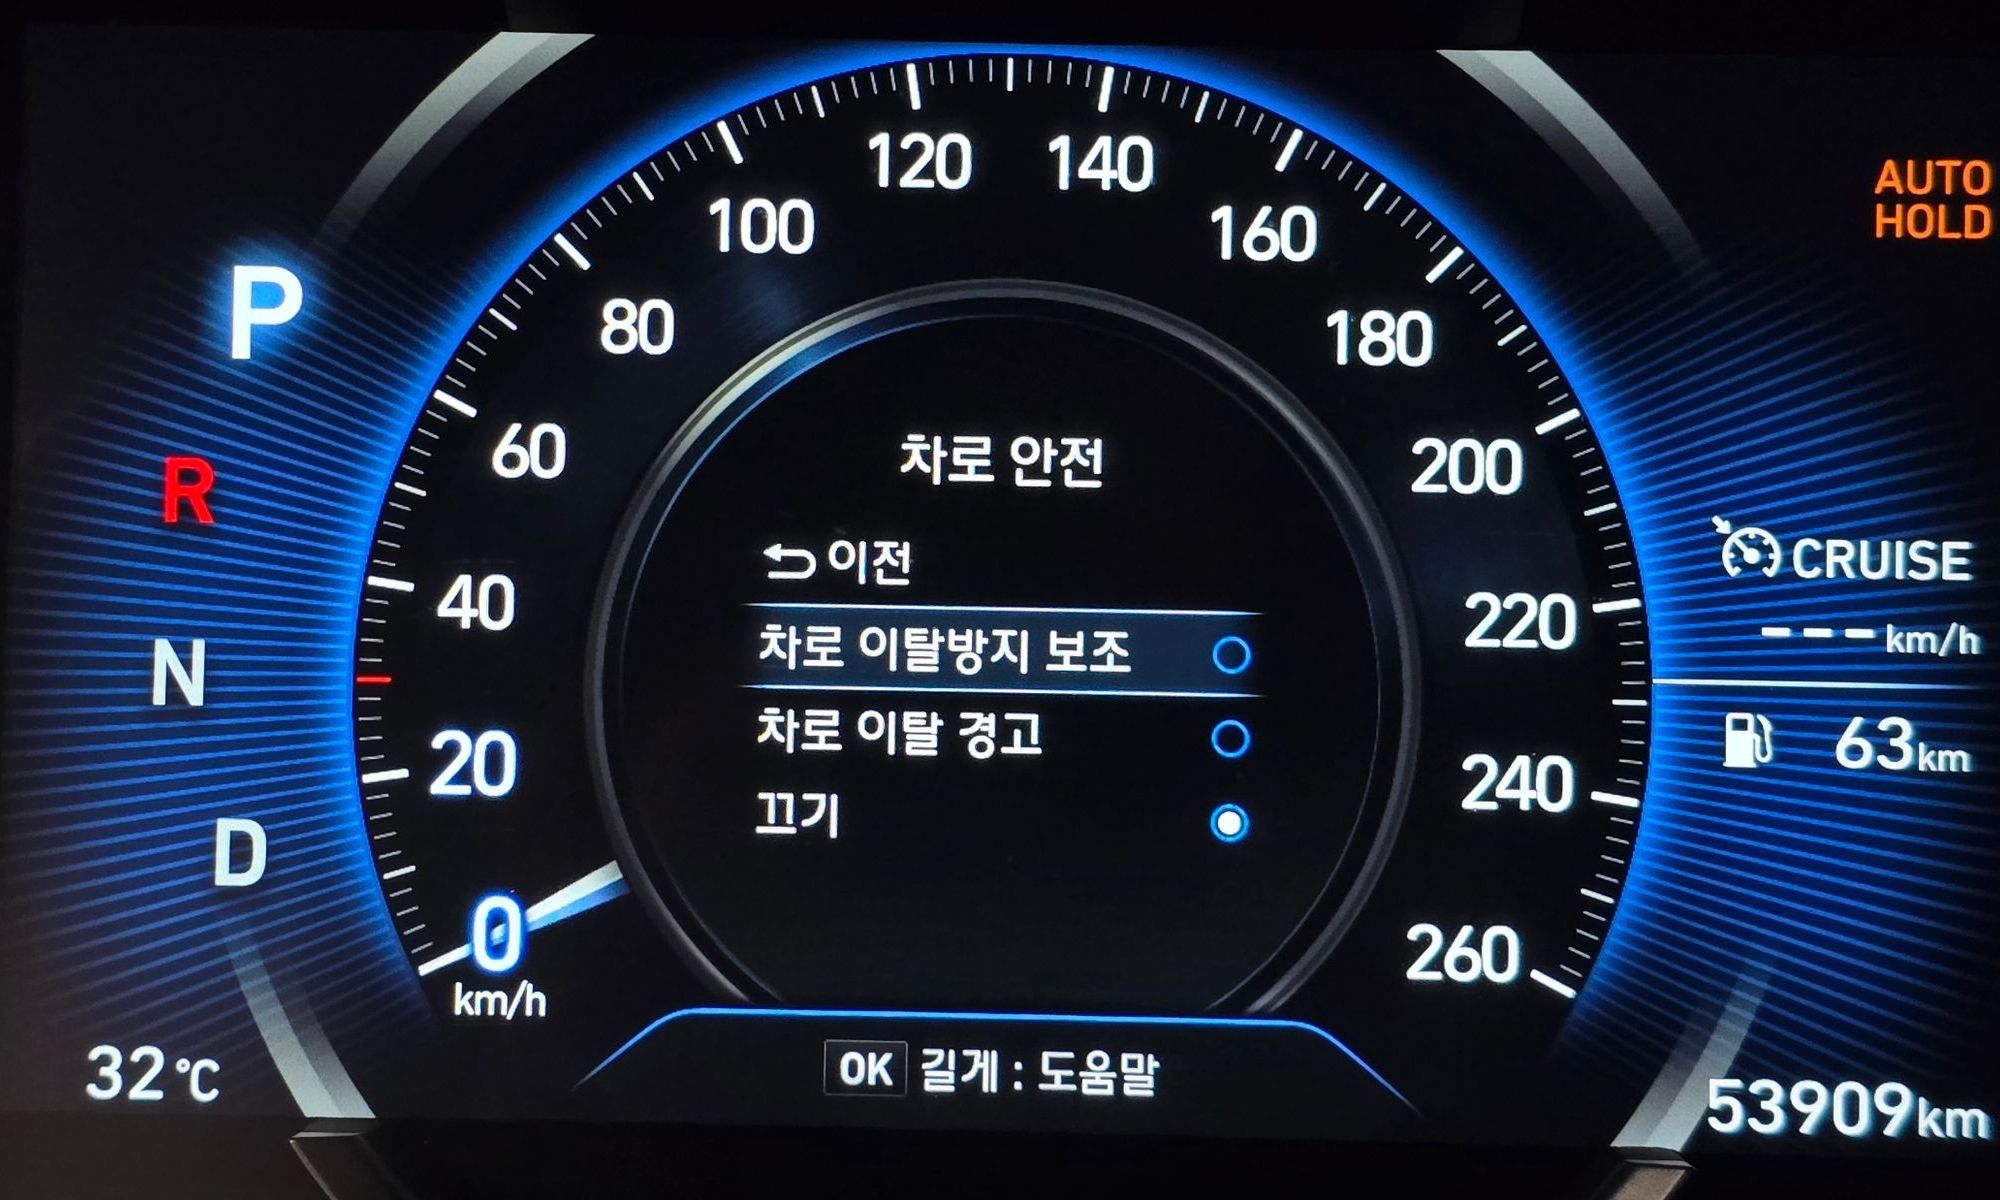 120 140
100 160
80 180
60 200
40 220
20 240
0 260
km/h
P
R
N
D
32°C
차로 안전
이전
차로 이탈방지 보조
차로 이탈 경고
끄기
OK 길게 : 도움말
AUTO
HOLD
CRUISE
---km/h
63km
53909km